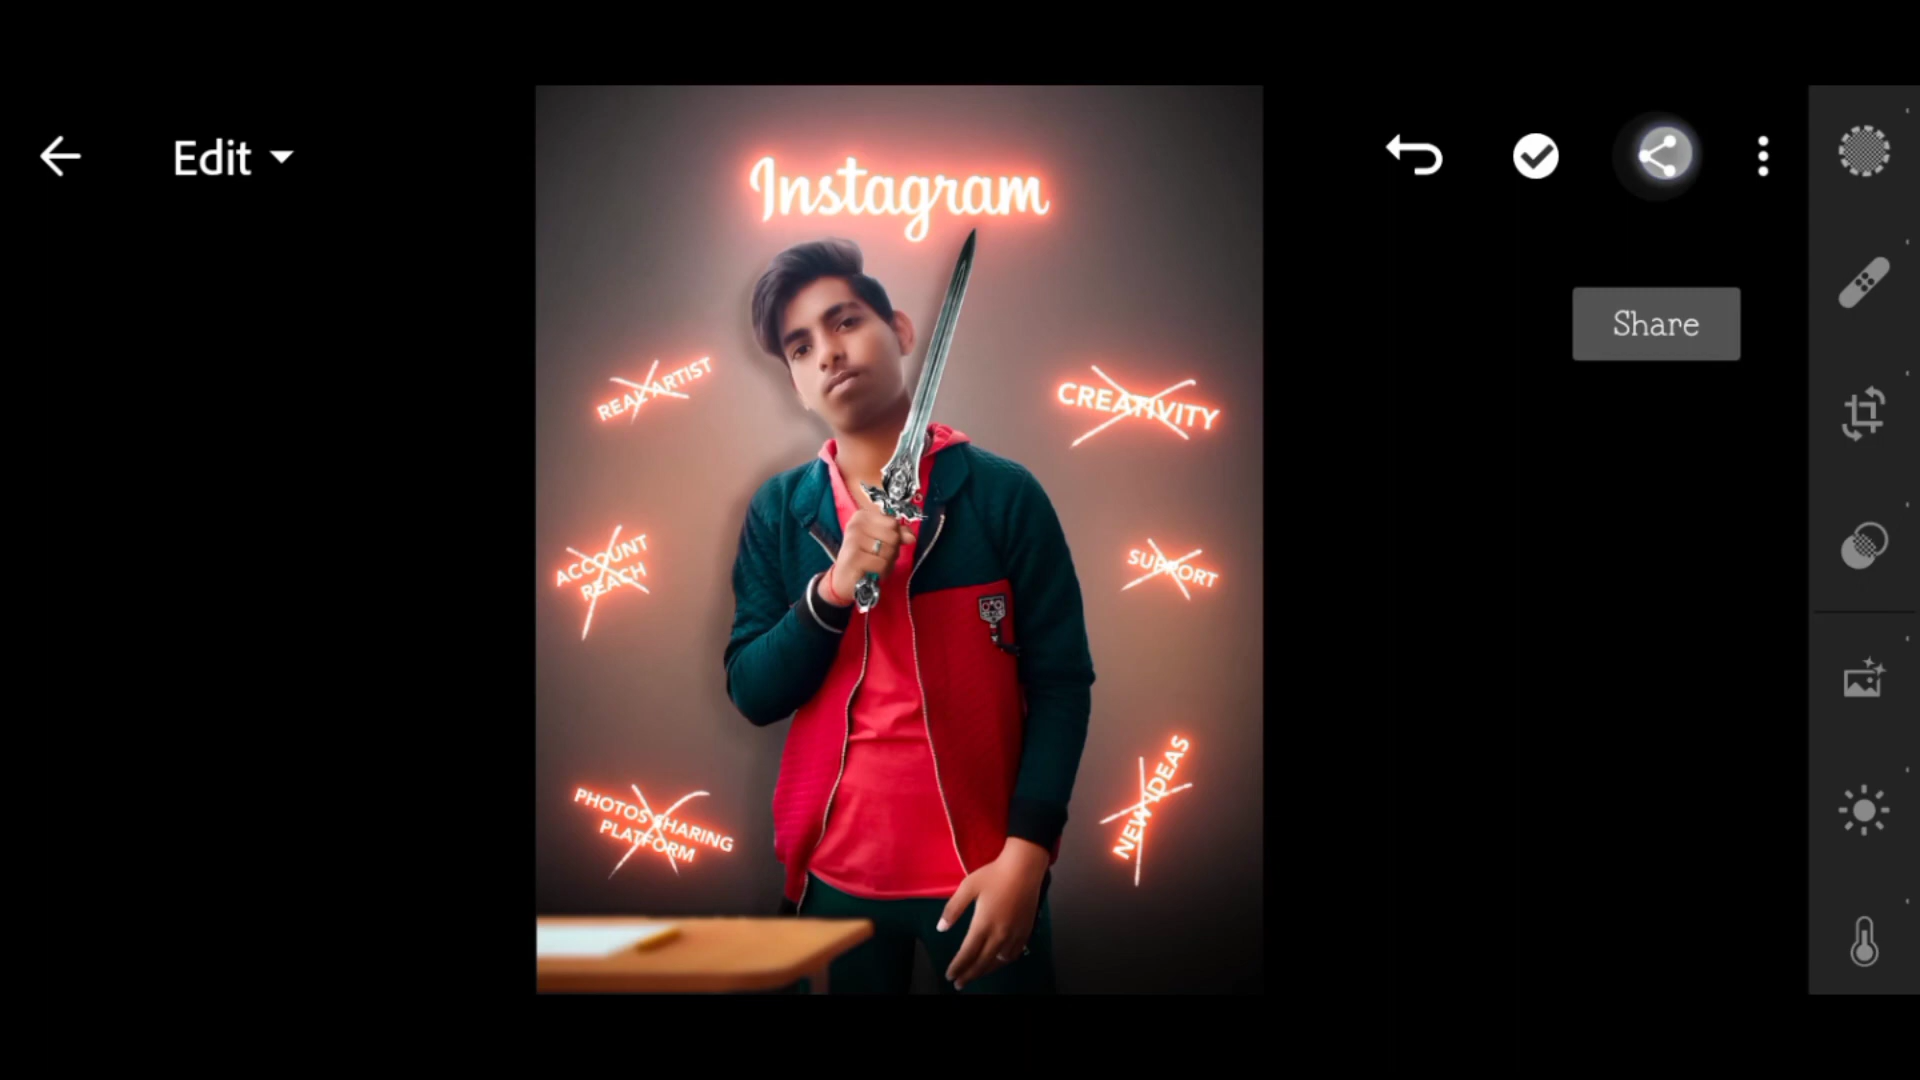 Edit
Share
Instagram
REAL ARTIST
CREATIVITY
ACCOUNT
REACH
SUPPORT
PHOTOS SHARING
PLATFORM
NEW IDEAS